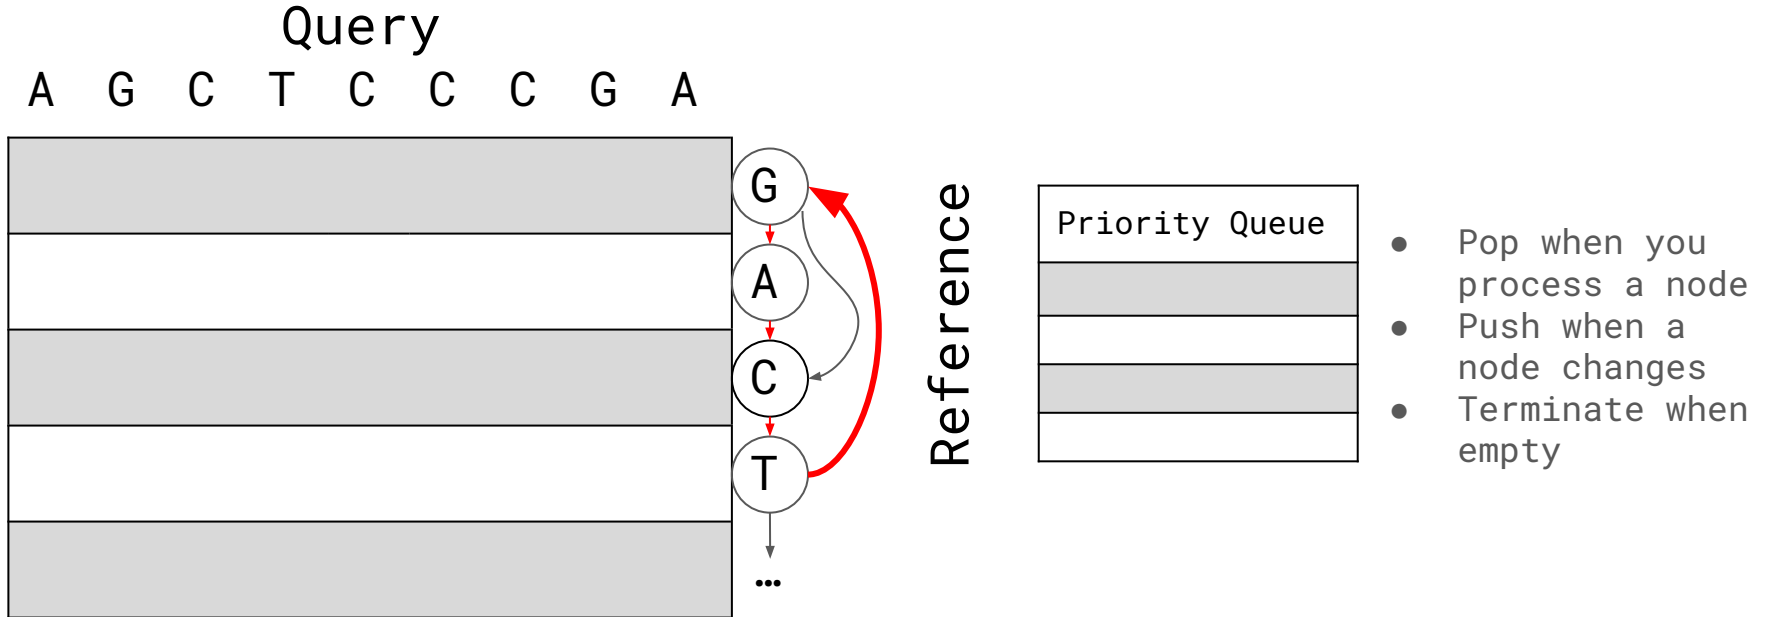 Query
A G C T C C C G A
G
A
C
T
...
Reference
Priority Queue
● Pop when you
process a node
● Push when a
node changes
● Terminate when
empty